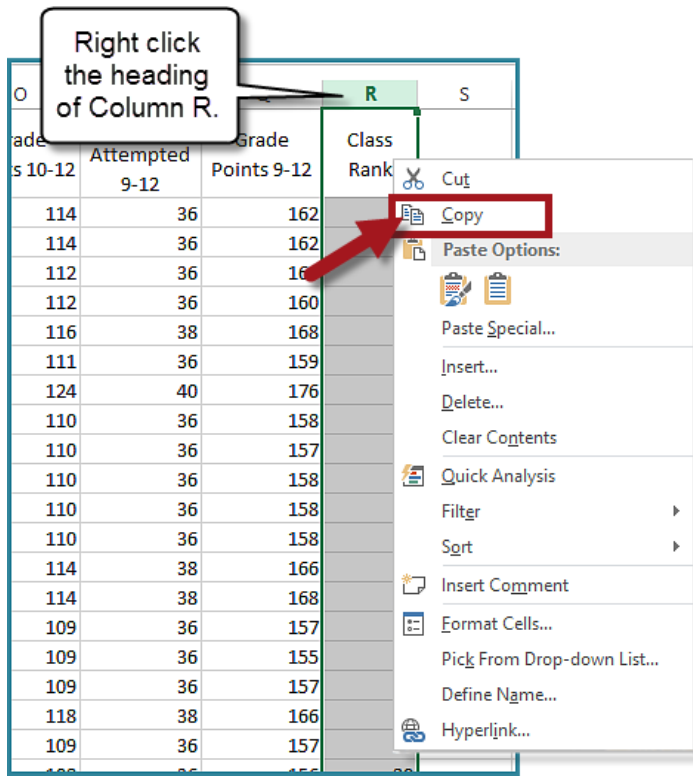 Right click
the heading
of Column R.
O R S
Grade Class
Attempted
Points 9-12 Rank
9-12
114 36 162
114 36 162
112 36
112 36 160
116 38 168
111 36 159
124 40 176
110 36 158
110 36 157
110 36 158
110 36 158
110 36 158
114 38 166
114 38 168
109 36 157
109 36 155
109 36 157
118 38 166
109 36 157
Cut
Copy
Paste Options:
Paste Special...
Insert...
Delete...
Clear Contents
Quick Analysis
Filter
Sort
Insert Comment
Format Cells...
Pick From Drop-down List...
Define Name...
Hyperlink...